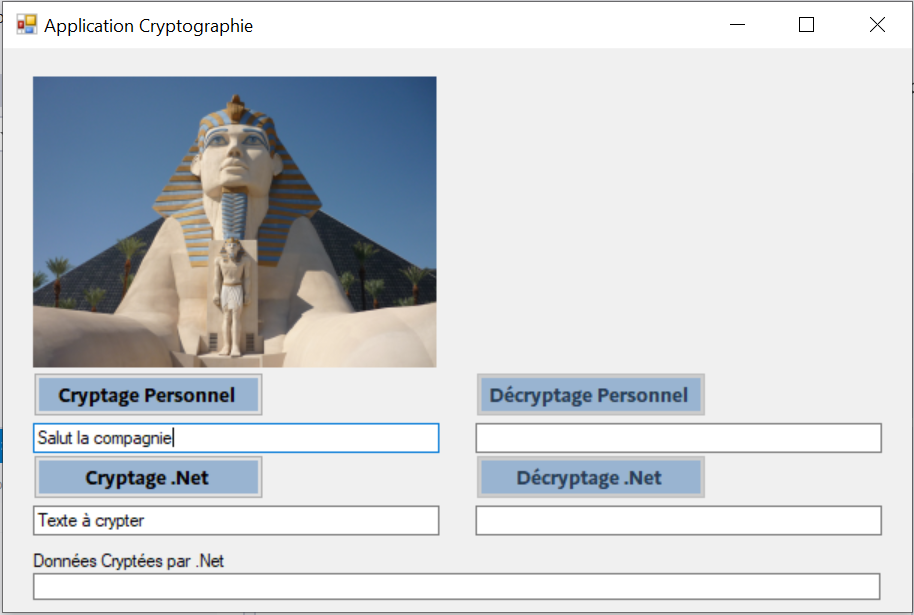 Application Cryptographie
Cryptage Personnel
Décryptage Personnel
Salut la compagnie
Cryptage .Net
Décryptage .Net
Texte à crypter
Données Cryptées par .Net